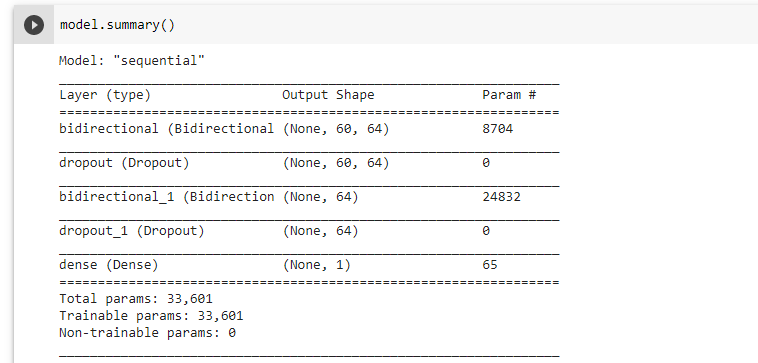 model.summary()
Model: "sequential"
_________________________________________________________________
Layer (type)                 Output Shape              Param #
=================================================================
bidirectional (Bidirectional (None, 60, 64)            8704
_________________________________________________________________
dropout (Dropout)            (None, 60, 64)            0
_________________________________________________________________
bidirectional_1 (Bidirection (None, 64)                24832
_________________________________________________________________
dropout_1 (Dropout)          (None, 64)                0
_________________________________________________________________
dense (Dense)                (None, 1)                 65
=================================================================
Total params: 33,601
Trainable params: 33,601
Non-trainable params: 0
_________________________________________________________________